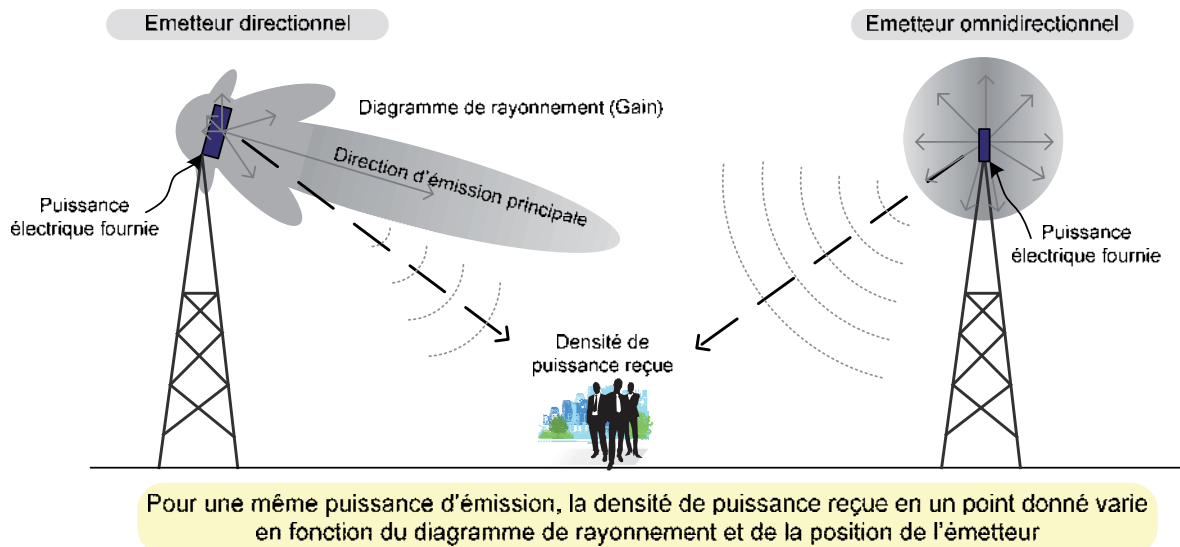 Emetteur directionnel
Emetteur omnidirectionnel
Diagramme de rayonnement (Gain)
Direction d'émission principale
Puissance
électrique fournie
Puissance
électrique fournie
Densité de
puissance reçue
Pour une même puissance d'émission, la densité de puissance reçue en un point donné varie
en fonction du diagramme de rayonnement et de la position de l'émetteur